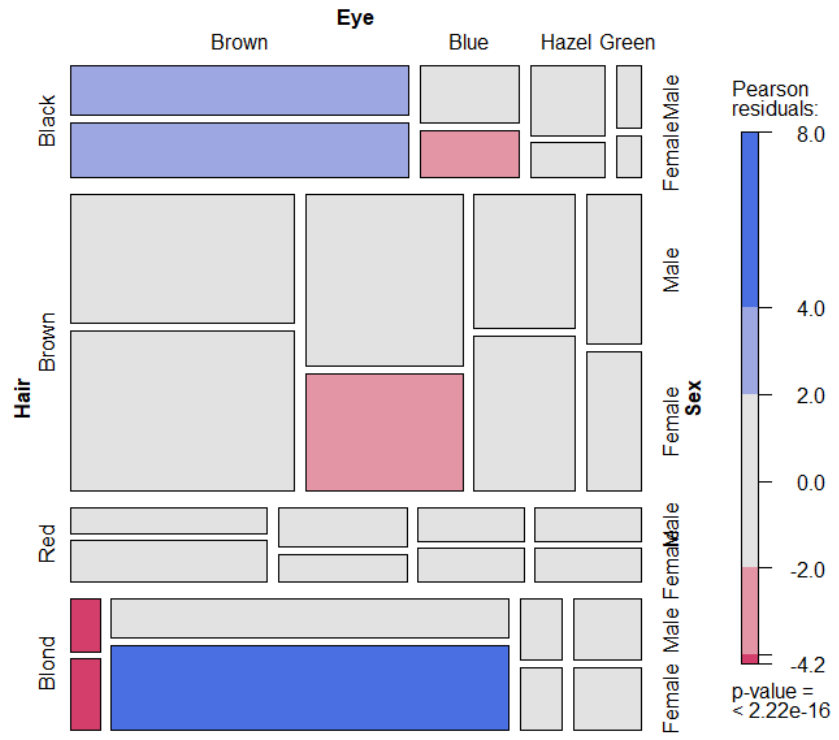 Eye
Brown Blue Hazel Green
Black
Male
Female
Brown
Male
Female
Hair
Sex
Red
Male
Female
Blond
Male
Female
Pearson
residuals:
8.0
4.0
2.0
0.0
-2.0
-4.2
p-value =
< 2.22e-16